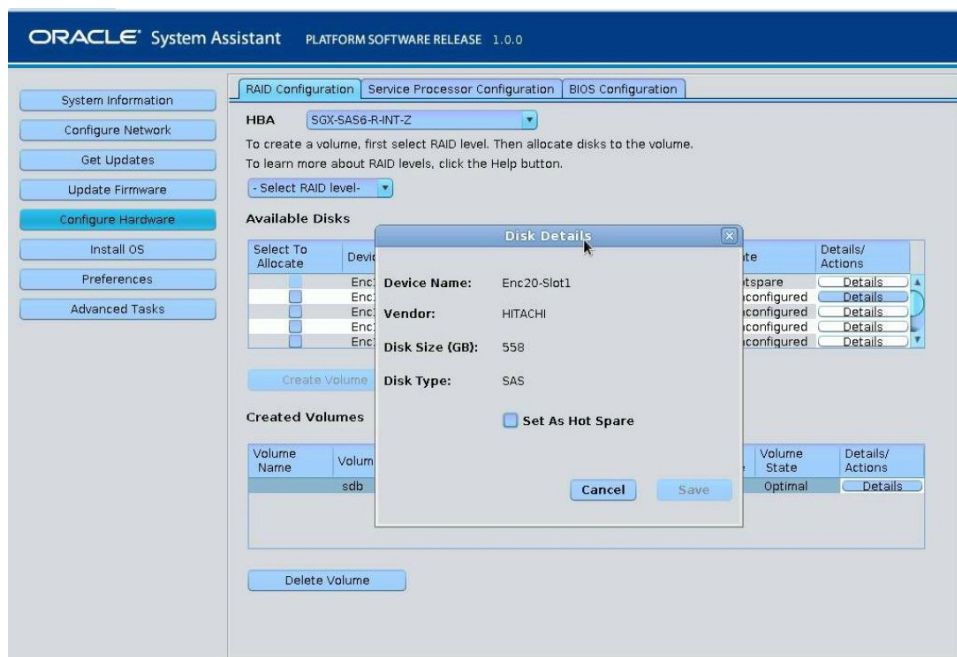 ORACLE® System Assistant PLATFORM SOFTWARE RELEASE 1.0.0
System Information
Configure Network
Get Updates
Update Firmware
Configure Hardware
Install OS
Preferences
Advanced Tasks
RAID Configuration Service Processor Configuration BIOS Configuration
HBA SGX-SAS6-R-INT-Z
To create a volume, first select RAID level. Then allocate disks to the volume.
To learn more about RAID levels, click the Help button.
- Select RAID level-
Available Disks
Select To Allocate
Details/ Actions
Details
Details
Details
Details
Details
Create Volume
Disk Details
Device Name: Enc20-Slot1
Vendor: HITACHI
Disk Size (GB): 558
Disk Type: SAS
Set As Hot Spare
Cancel Save
Created Volumes
Volume Name
Volume State
Details/ Actions
sdb Optimal Details
Delete Volume